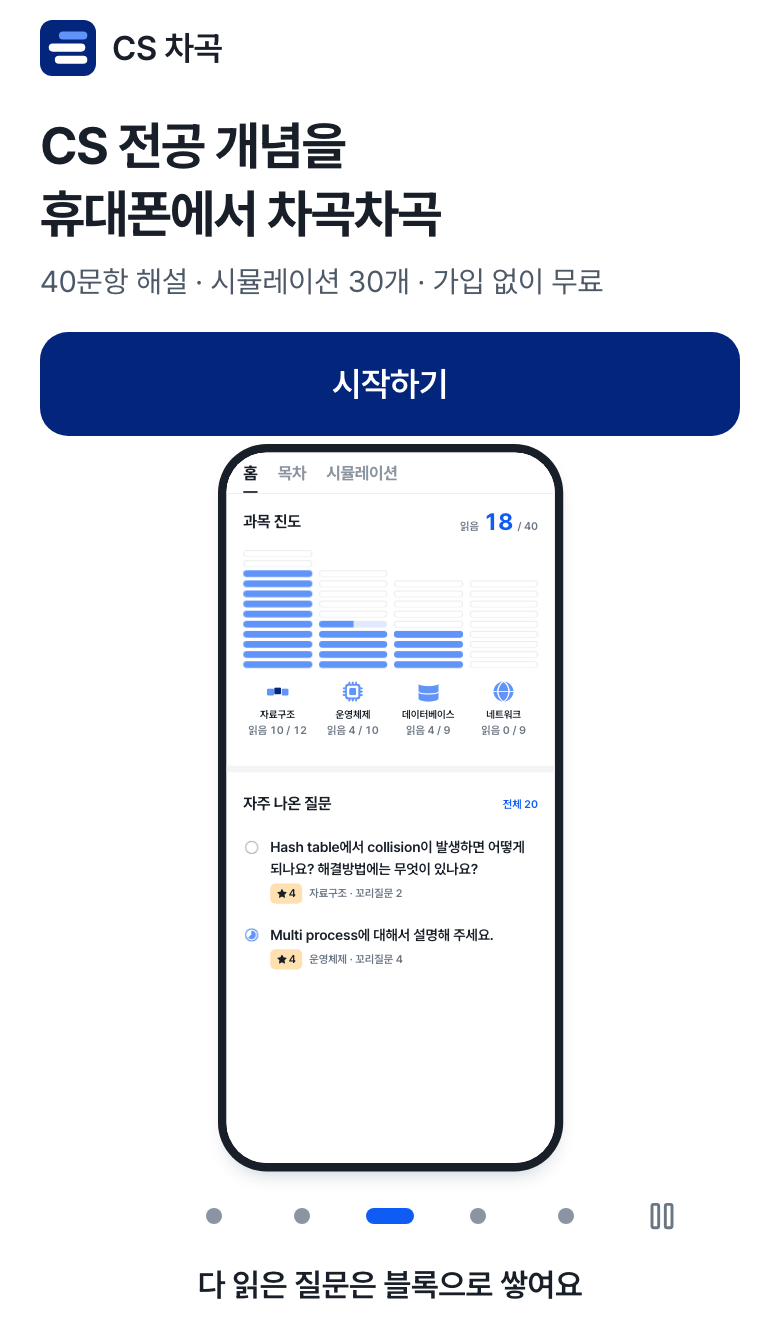 CS 차곡
CS 전공 개념을
휴대폰에서 차곡차곡
40문항 해설 · 시뮬레이션 30개 · 가입 없이 무료
시작하기
홈 목차 시뮬레이션
과목 진도 읽음 18 / 40
자료구조 운영체제 데이터베이스 네트워크
읽음 10 / 12 읽음 4 / 10 읽음 4 / 9 읽음 0 / 9
자주 나온 질문 전체 20
Hash table에서 collision이 발생하면 어떻게
되나요? 해결방법에는 무엇이 있나요?
★4 자료구조 · 꼬리질문 2
Multi process에 대해서 설명해 주세요.
★4 운영체제 · 꼬리질문 4
다 읽은 질문은 블록으로 쌓여요